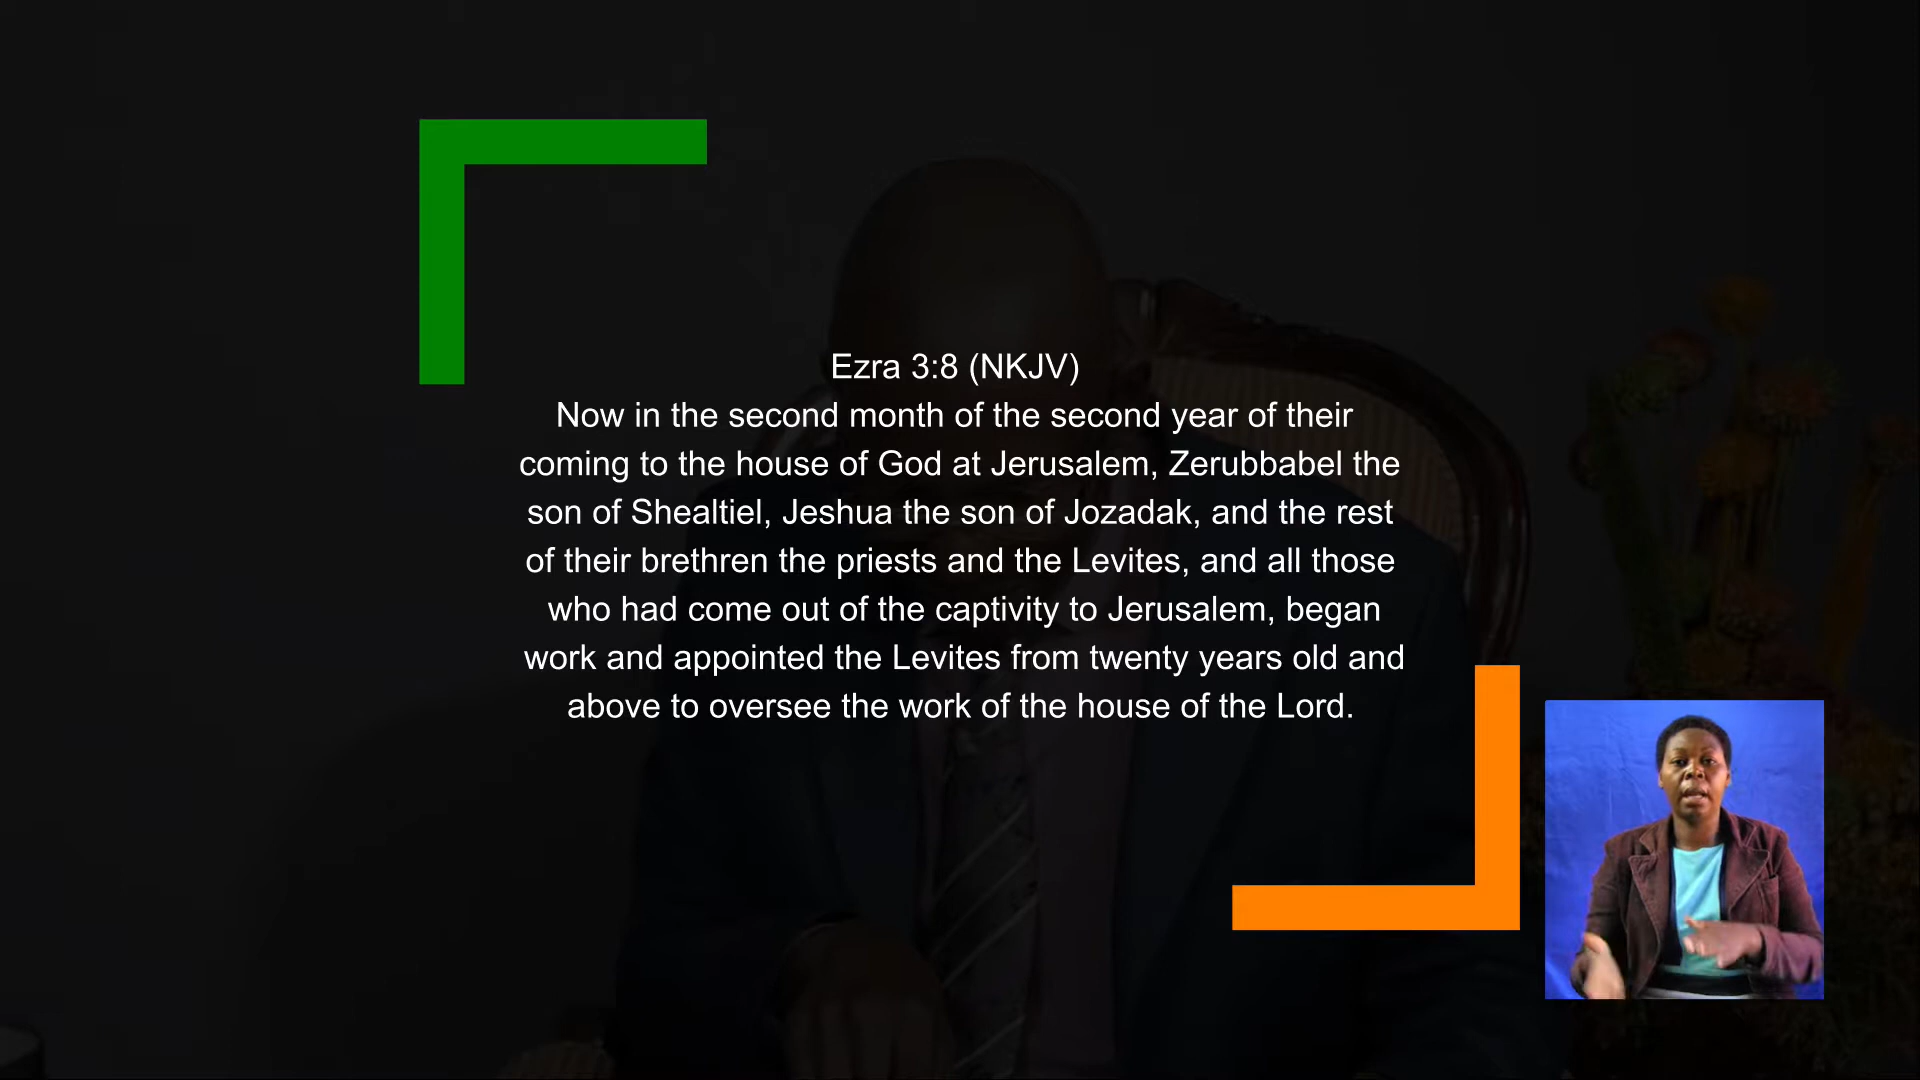 Ezra 3:8 (NKJV)
Now in the second month of the second year of their
coming to the house of God at Jerusalem, Zerubbabel the
son of Shealtiel, Jeshua the son of Jozadak, and the rest
of their brethren the priests and the Levites, and all those
who had come out of the captivity to Jerusalem, began
work and appointed the Levites from twenty years old and
above to oversee the work of the house of the Lord.